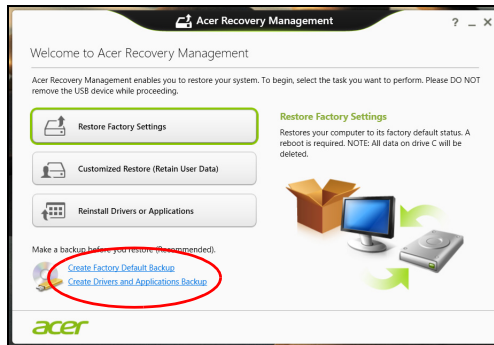 Acer Recovery Management
Welcome to Acer Recovery Management
Acer Recovery Management enables you to restore your system. To begin, select the task you want to perform. Please DO NOT
remove the USB device while proceeding.
Restore Factory Settings
Customized Restore (Retain User Data)
Reinstall Drivers or Applications
Restore Factory Settings
Restores your computer to its factory default status. A
reboot is required. NOTE: All data on drive C will be
deleted.
Make a backup before you restore (Recommended).
Create Factory Default Backup
Create Drivers and Applications Backup
acer